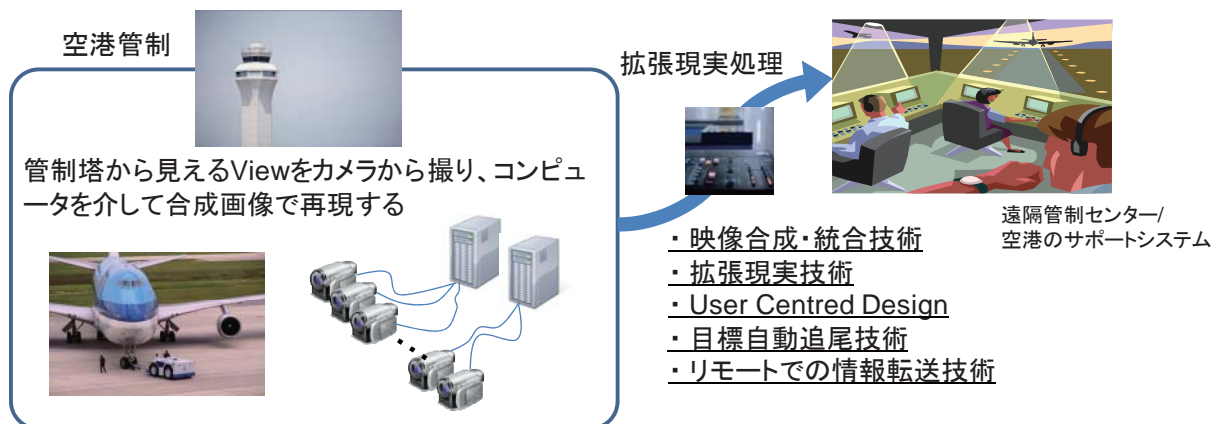 空港管制
管制塔から見えるViewをカメラから撮り、コンピュ
ータを介して合成画像で再現する
拡張現実処理
・映像合成・統合技術
・拡張現実技術
・User Centred Design
・目標自動追尾技術
・リモートでの情報転送技術
遠隔管制センター/
空港のサポートシステム